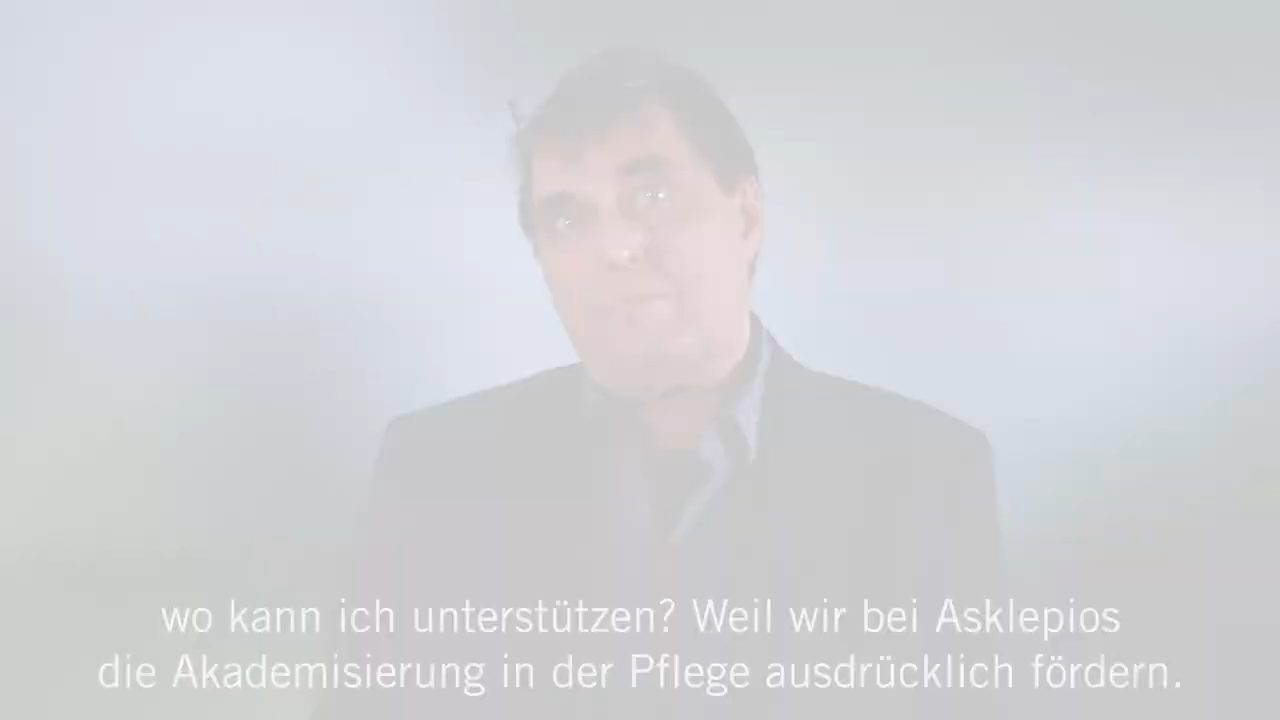 wo kann ich unterstützen? Weil wir bei Asklepios
die Akademisierung in der Pflege ausdrücklich fördern.